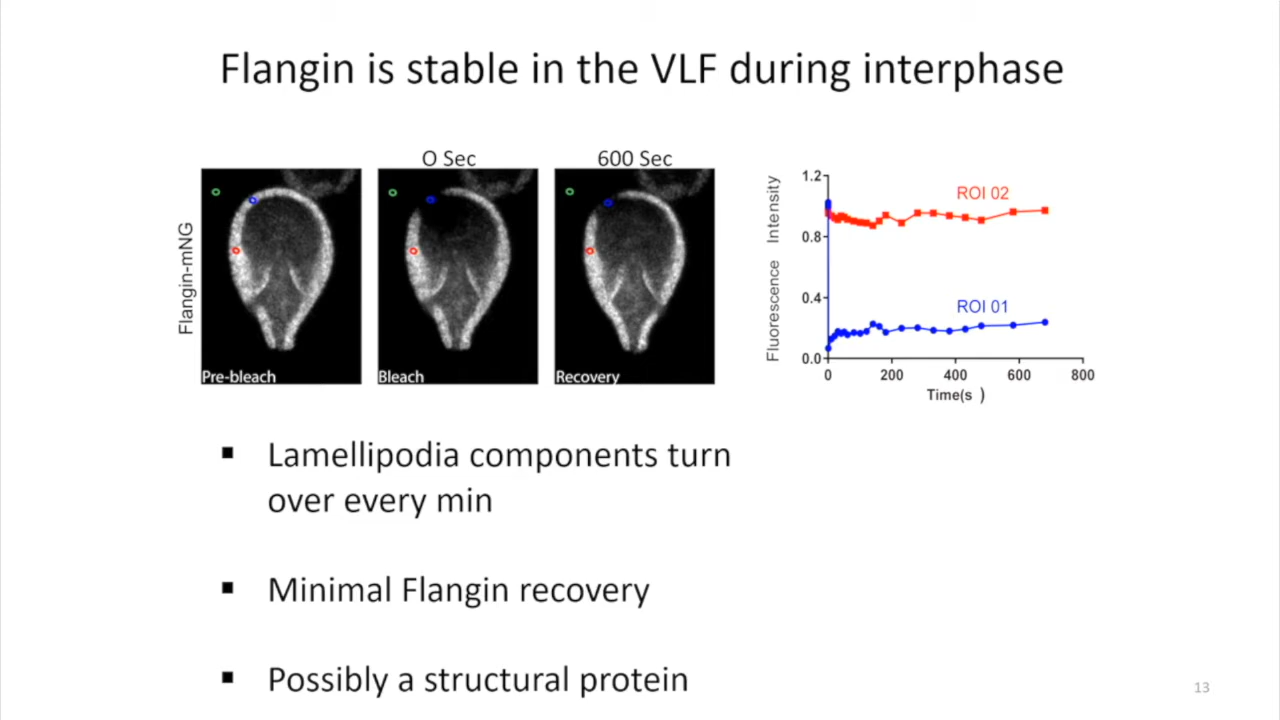 Flangin is stable in the VLF during interphase
O Sec
600 Sec
Flangin-mNG
Pre-bleach
Bleach
Recovery
Fluorescence Intensity
1.2
0.8
0.4
0.0
ROI 02
ROI 01
0
200
400
600
800
Time(s )
▪ Lamellipodia components turn
over every min
▪ Minimal Flangin recovery
▪ Possibly a structural protein
13